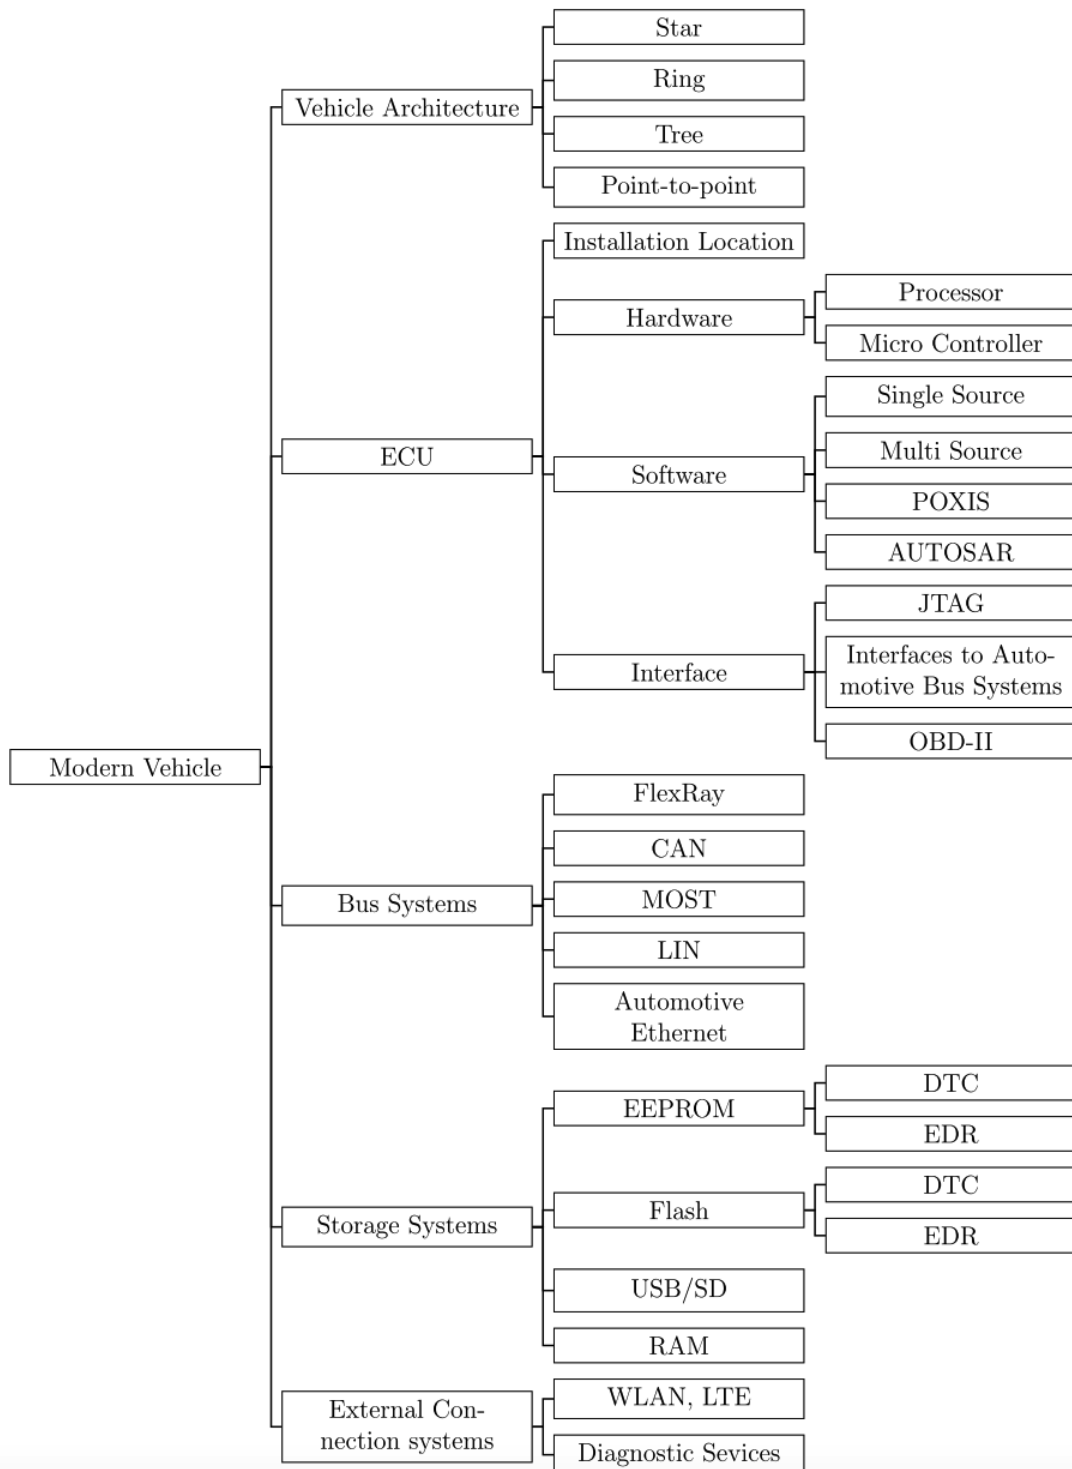 Star
Ring
Vehicle Architecture
Tree
Point-to-point
Installation Location
Processor
Hardware
Micro Controller
Single Source
Multi Source
ECU
Software
POXIS
AUTOSAR
JTAG
Interfaces to Auto-
motive Bus Systems
Interface
OBD-II
Modern Vehicle
FlexRay
CAN
MOST
Bus Systems
LIN
Automotive
Ethernet
DTC
EEPROM
EDR
DTC
Flash
Storage Systems
EDR
USB/SD
RAM
WLAN, LTE
External Con-
nection systems
Diagnostic Sevices